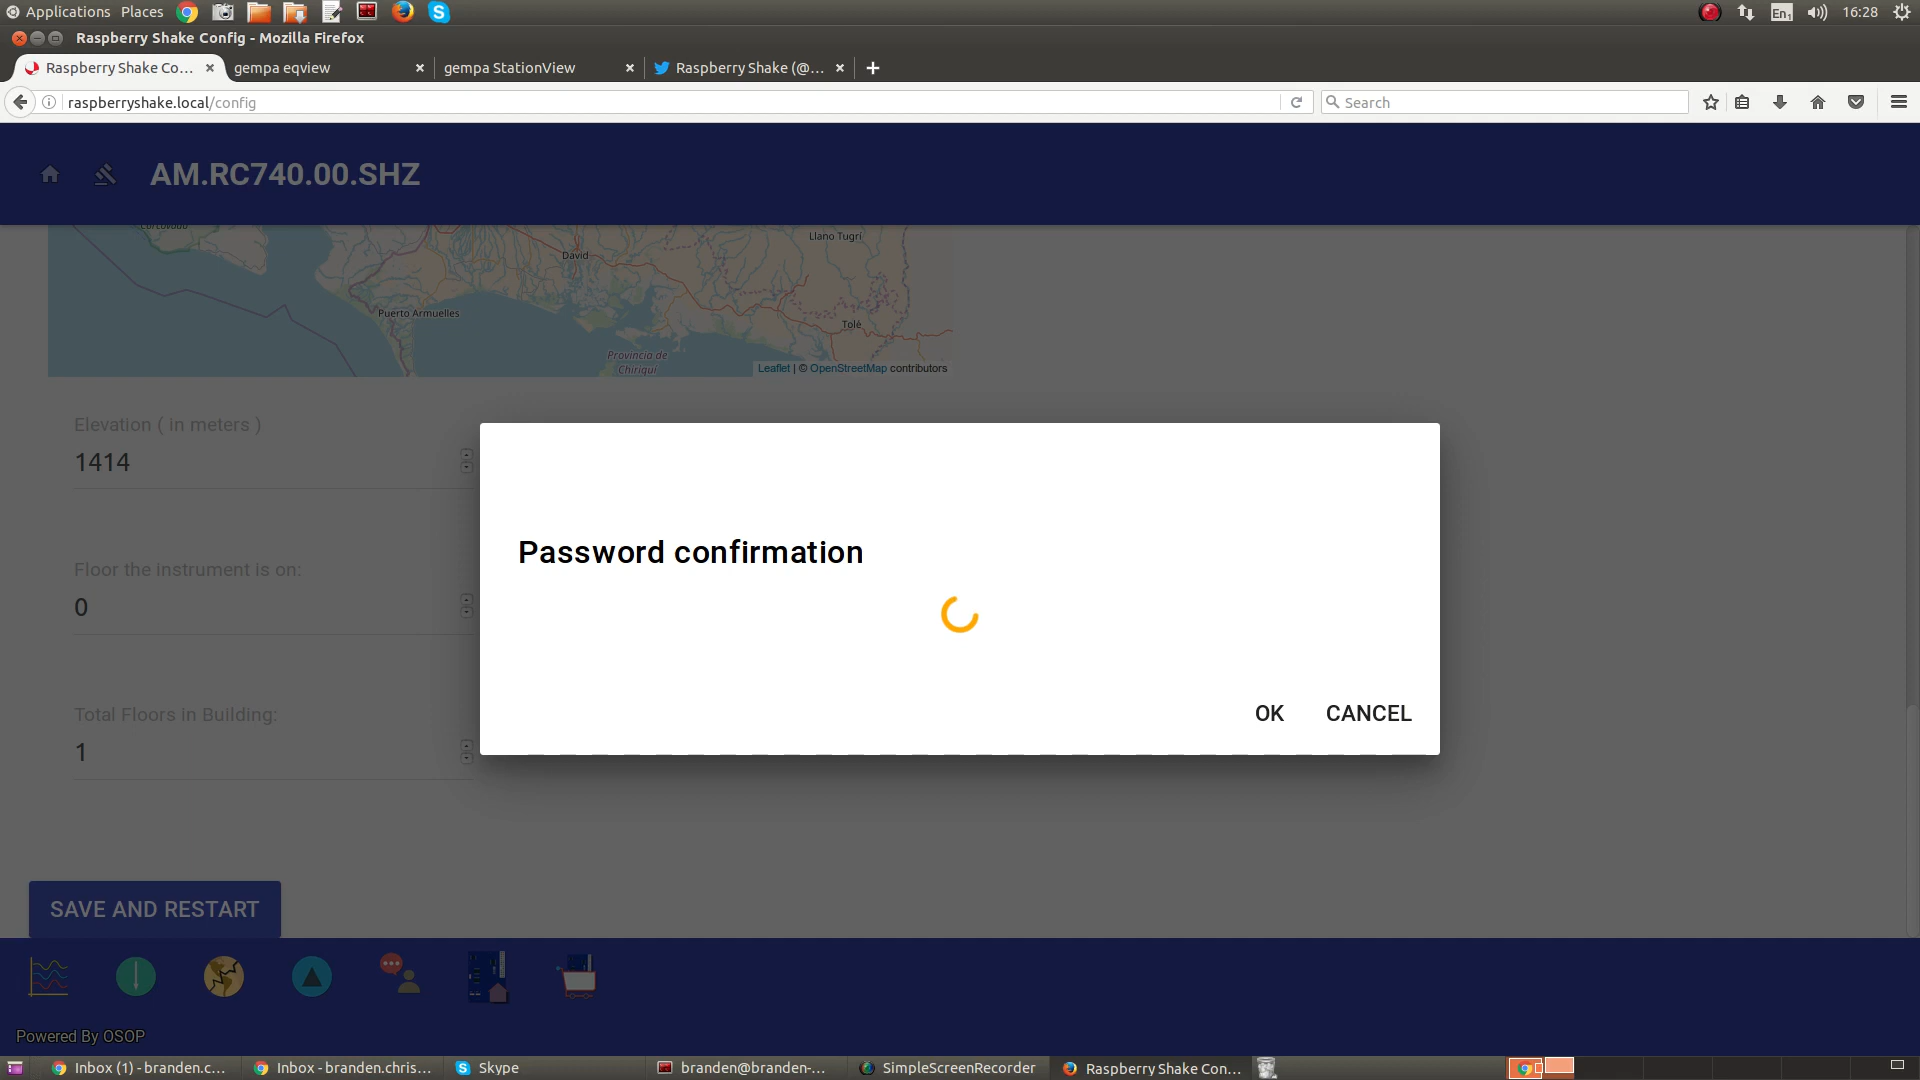 Applications Places
En1
16:28
Raspberry Shake Config - Mozilla Firefox
Raspberry Shake Co...
gempa eqview
gempa StationView
Raspberry Shake (@...
raspberryshake.local/config
Search
AM.RC740.00.SHZ
Corcovado
Llano Tugrí
David
Puerto Armuelles
Tolé
Provincia de
Chiriquí
Leaflet | © OpenStreetMap contributors
Elevation ( in meters )
1414
Floor the instrument is on:
0
Total Floors in Building:
1
Password confirmation
OK CANCEL
SAVE AND RESTART
Powered By OSOP
Inbox (1) - branden.c...
Inbox - branden.chris...
Skype
branden@branden-...
SimpleScreenRecorder
Raspberry Shake Con...